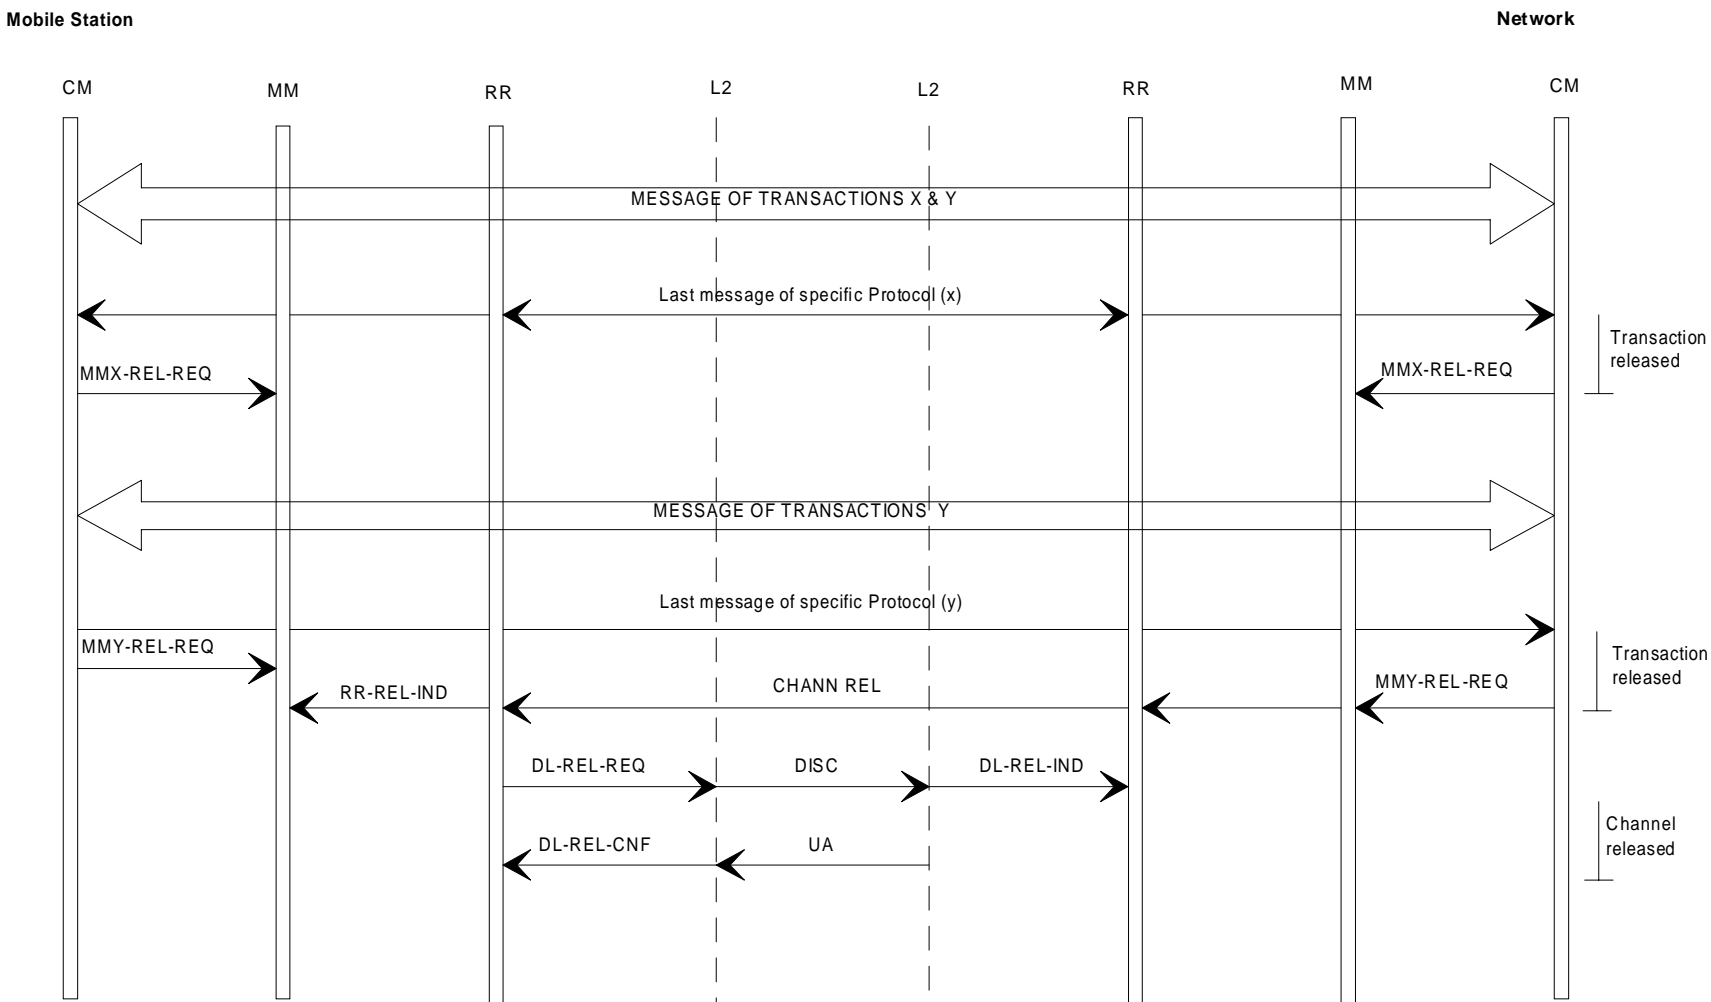 Mobile Station
Network
CM
MM
RR
L2
L2
RR
MM
CM
MESSAGE OF TRANSACTIONS X & Y
Last message of specific Protocol (x)
Transaction
released
MMX-REL-REQ
MMX-REL-REQ
MESSAGE OF TRANSACTIONS Y
Last message of specific Protocol (y)
MMY-REL-REQ
Transaction
released
RR-REL-IND
CHANN REL
MMY-REL-REQ
DL-REL-REQ
DISC
DL-REL-IND
Channel
released
DL-REL-CNF
UA